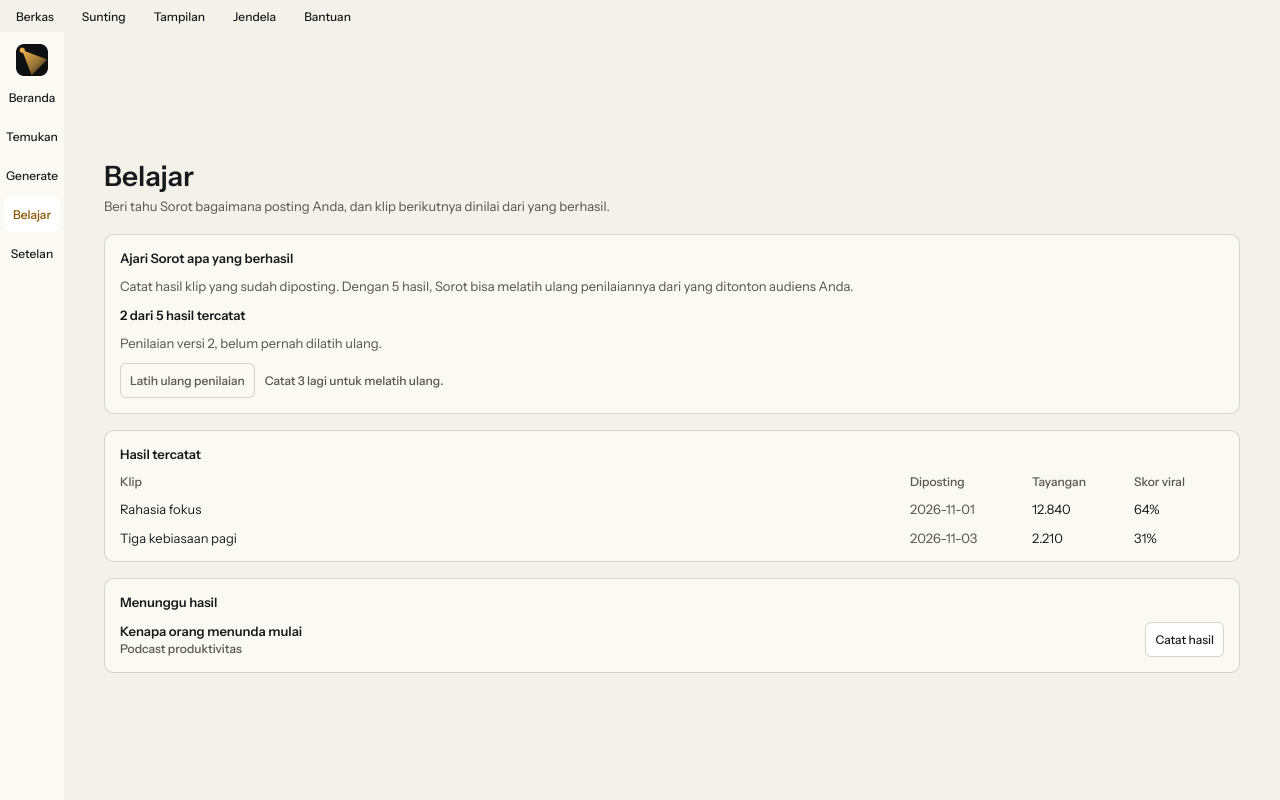 Berkas Sunting Tampilan Jendela Bantuan
Beranda
Temukan
Generate
Belajar
Setelan
Belajar
Beri tahu Sorot bagaimana posting Anda, dan klip berikutnya dinilai dari yang berhasil.
Ajari Sorot apa yang berhasil
Catat hasil klip yang sudah diposting. Dengan 5 hasil, Sorot bisa melatih ulang penilaiannya dari yang ditonton audiens Anda.
2 dari 5 hasil tercatat
Penilaian versi 2, belum pernah dilatih ulang.
Latih ulang penilaian Catat 3 lagi untuk melatih ulang.
Hasil tercatat
Klip Diposting Tayangan Skor viral
Rahasia fokus 2026-11-01 12.840 64%
Tiga kebiasaan pagi 2026-11-03 2.210 31%
Menunggu hasil
Kenapa orang menunda mulai
Podcast produktivitas
Catat hasil